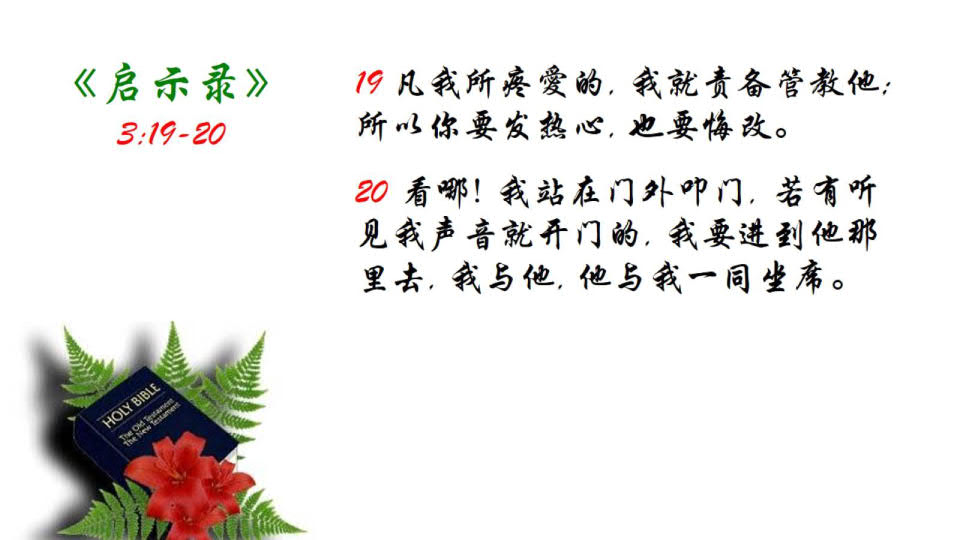 《启示录》
3:19-20
19 凡我所疼愛的, 我就责备管教他;
所以你要发热心, 也要悔改。
20 看哪! 我站在门外叩门, 若有听
见我声音就开门的, 我要进到他那
里去, 我与他, 他与我一同坐席。
HOLY BIBLE
The Old Testament
The New Testament